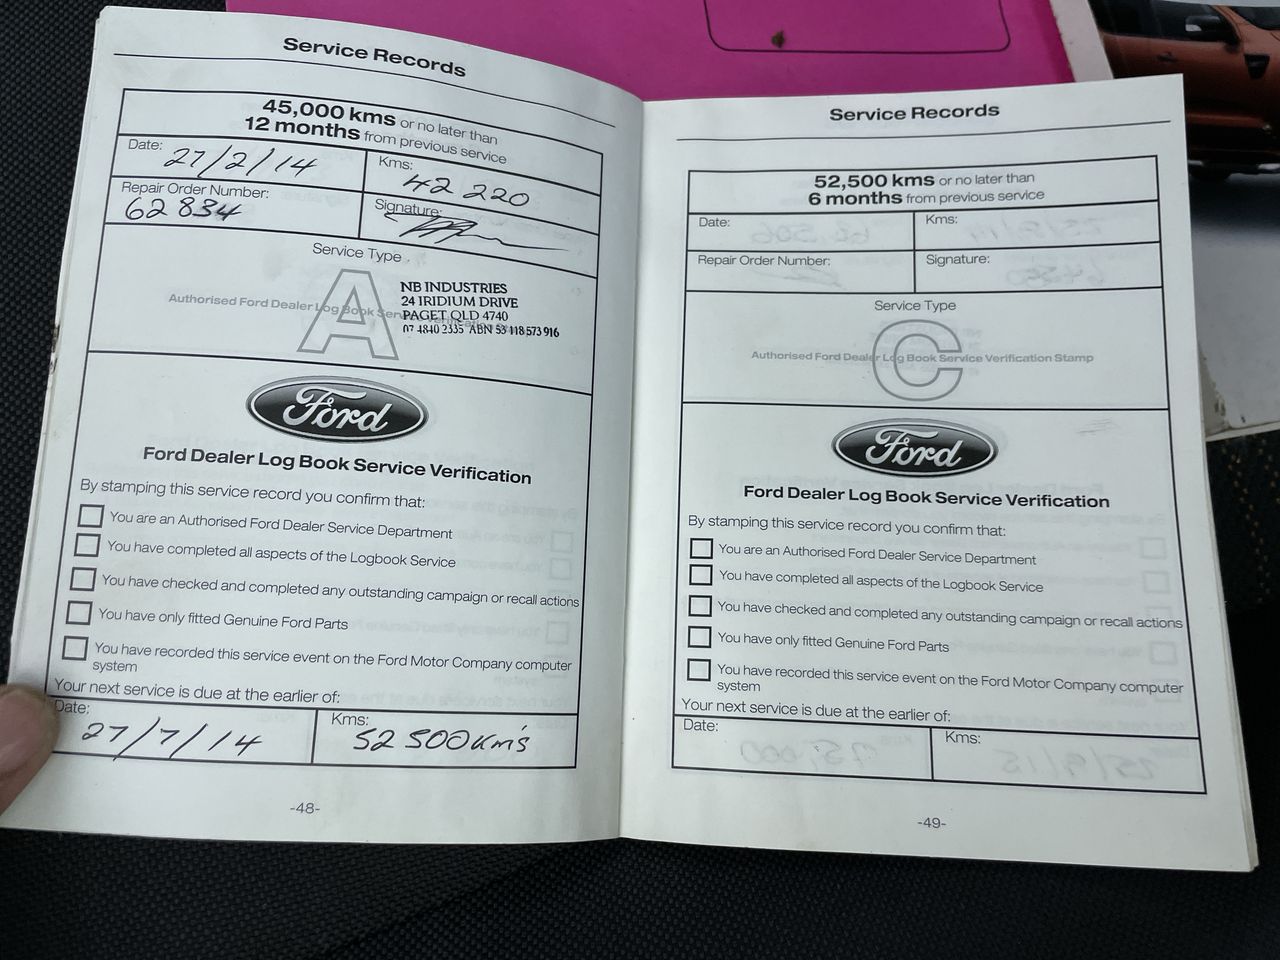 Service Records
45,000 kms or no later than
12 months from previous service
Date: 27/2/14
Kms: 42 220
Repair Order Number: 62834
Signature:
Service Type
A
Authorised Ford Dealer Log Book Service
NB INDUSTRIES
24 IRIDIUM DRIVE
PAGET QLD 4740
07 4840 2335 ABN 53 118 573 916
Ford
Ford Dealer Log Book Service Verification
By stamping this service record you confirm that:
You are an Authorised Ford Dealer Service Department
You have completed all aspects of the Logbook Service
You have checked and completed any outstanding campaign or recall actions
You have only fitted Genuine Ford Parts
You have recorded this service event on the Ford Motor Company computer
system
Your next service is due at the earlier of:
Date: 27/7/14
Kms: 52 500 Km's
-48-
Service Records
52,500 kms or no later than
6 months from previous service
Date:
Kms:
Repair Order Number:
Signature:
Service Type
C
Authorised Ford Dealer Log Book Service Verification Stamp
Ford
Ford Dealer Log Book Service Verification
By stamping this service record you confirm that:
You are an Authorised Ford Dealer Service Department
You have completed all aspects of the Logbook Service
You have checked and completed any outstanding campaign or recall actions
You have only fitted Genuine Ford Parts
You have recorded this service event on the Ford Motor Company computer
system
Your next service is due at the earlier of:
Date:
Kms:
-49-